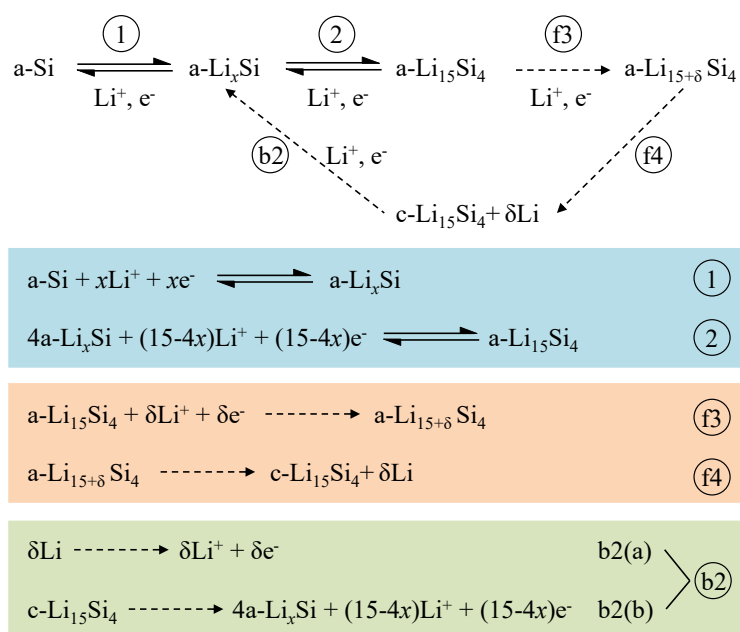 ① ② f3
a-Si ⇌ a-LiₓSi ⇌ a-Li₁₅Si₄ ⇢ a-Li₁₅₊δ Si₄
Li⁺, e⁻ Li⁺, e⁻ Li⁺, e⁻
b2 Li⁺, e⁻ f4
c-Li₁₅Si₄+ δLi
a-Si + xLi⁺ + xe⁻ ⇌ a-LiₓSi ①
4a-LiₓSi + (15-4x)Li⁺ + (15-4x)e⁻ ⇌ a-Li₁₅Si₄ ②
a-Li₁₅Si₄ + δLi⁺ + δe⁻ ⇢ a-Li₁₅₊δ Si₄ f3
a-Li₁₅₊δ Si₄ ⇢ c-Li₁₅Si₄+ δLi f4
δLi ⇢ δLi⁺ + δe⁻ b2(a)
b2
c-Li₁₅Si₄ ⇢ 4a-LiₓSi + (15-4x)Li⁺ + (15-4x)e⁻ b2(b)